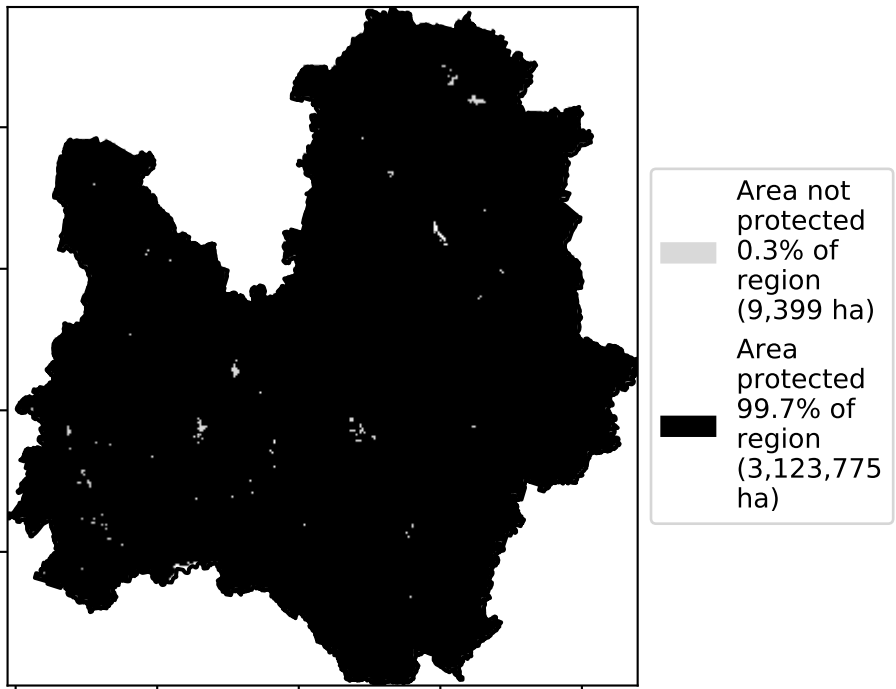 Area not
protected
0.3% of
region
(9,399 ha)
Area
protected
99.7% of
region
(3,123,775
ha)